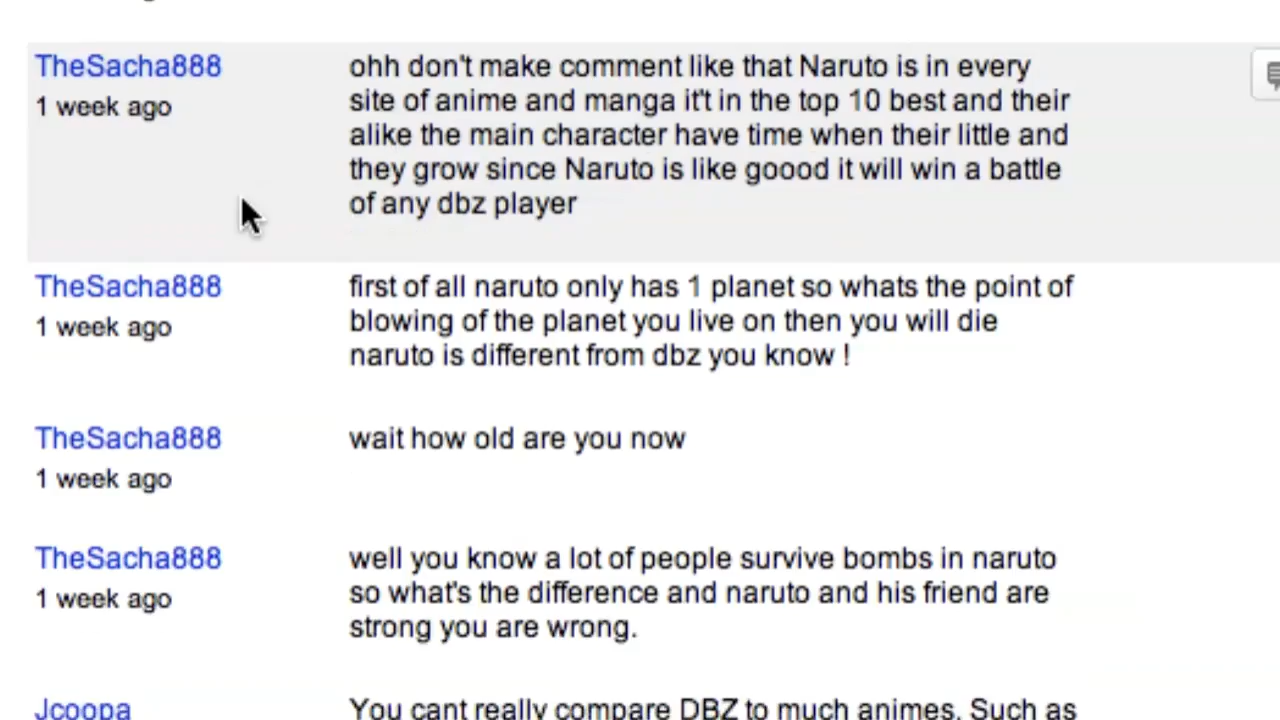 TheSacha888
1 week ago
ohh don't make comment like that Naruto is in every
site of anime and manga it't in the top 10 best and their
alike the main character have time when their little and
they grow since Naruto is like goood it will win a battle
of any dbz player
TheSacha888
1 week ago
first of all naruto only has 1 planet so whats the point of
blowing of the planet you live on then you will die
naruto is different from dbz you know !
TheSacha888
1 week ago
wait how old are you now
TheSacha888
1 week ago
well you know a lot of people survive bombs in naruto
so what's the difference and naruto and his friend are
strong you are wrong.
Jcoopa
You cant really compare DBZ to much animes. Such as